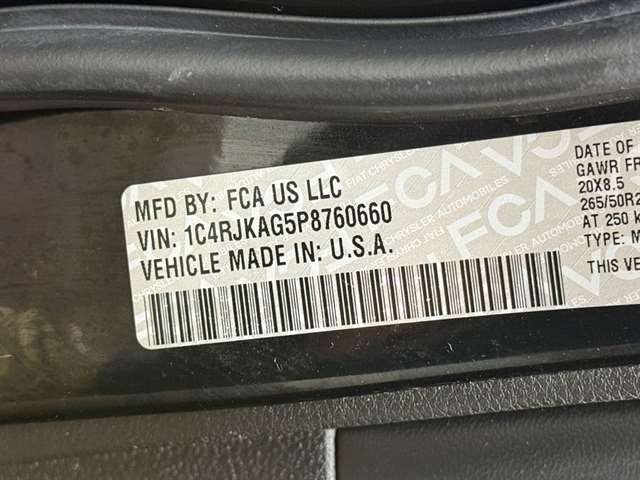 MFD BY: FCA US LLC
VIN: 1C4RJKAG5P8760660
VEHICLE MADE IN: U.S.A.
DATE OF
GAWR FR
20X8.5
265/50R2
AT 250 k
TYPE: M
THIS VE